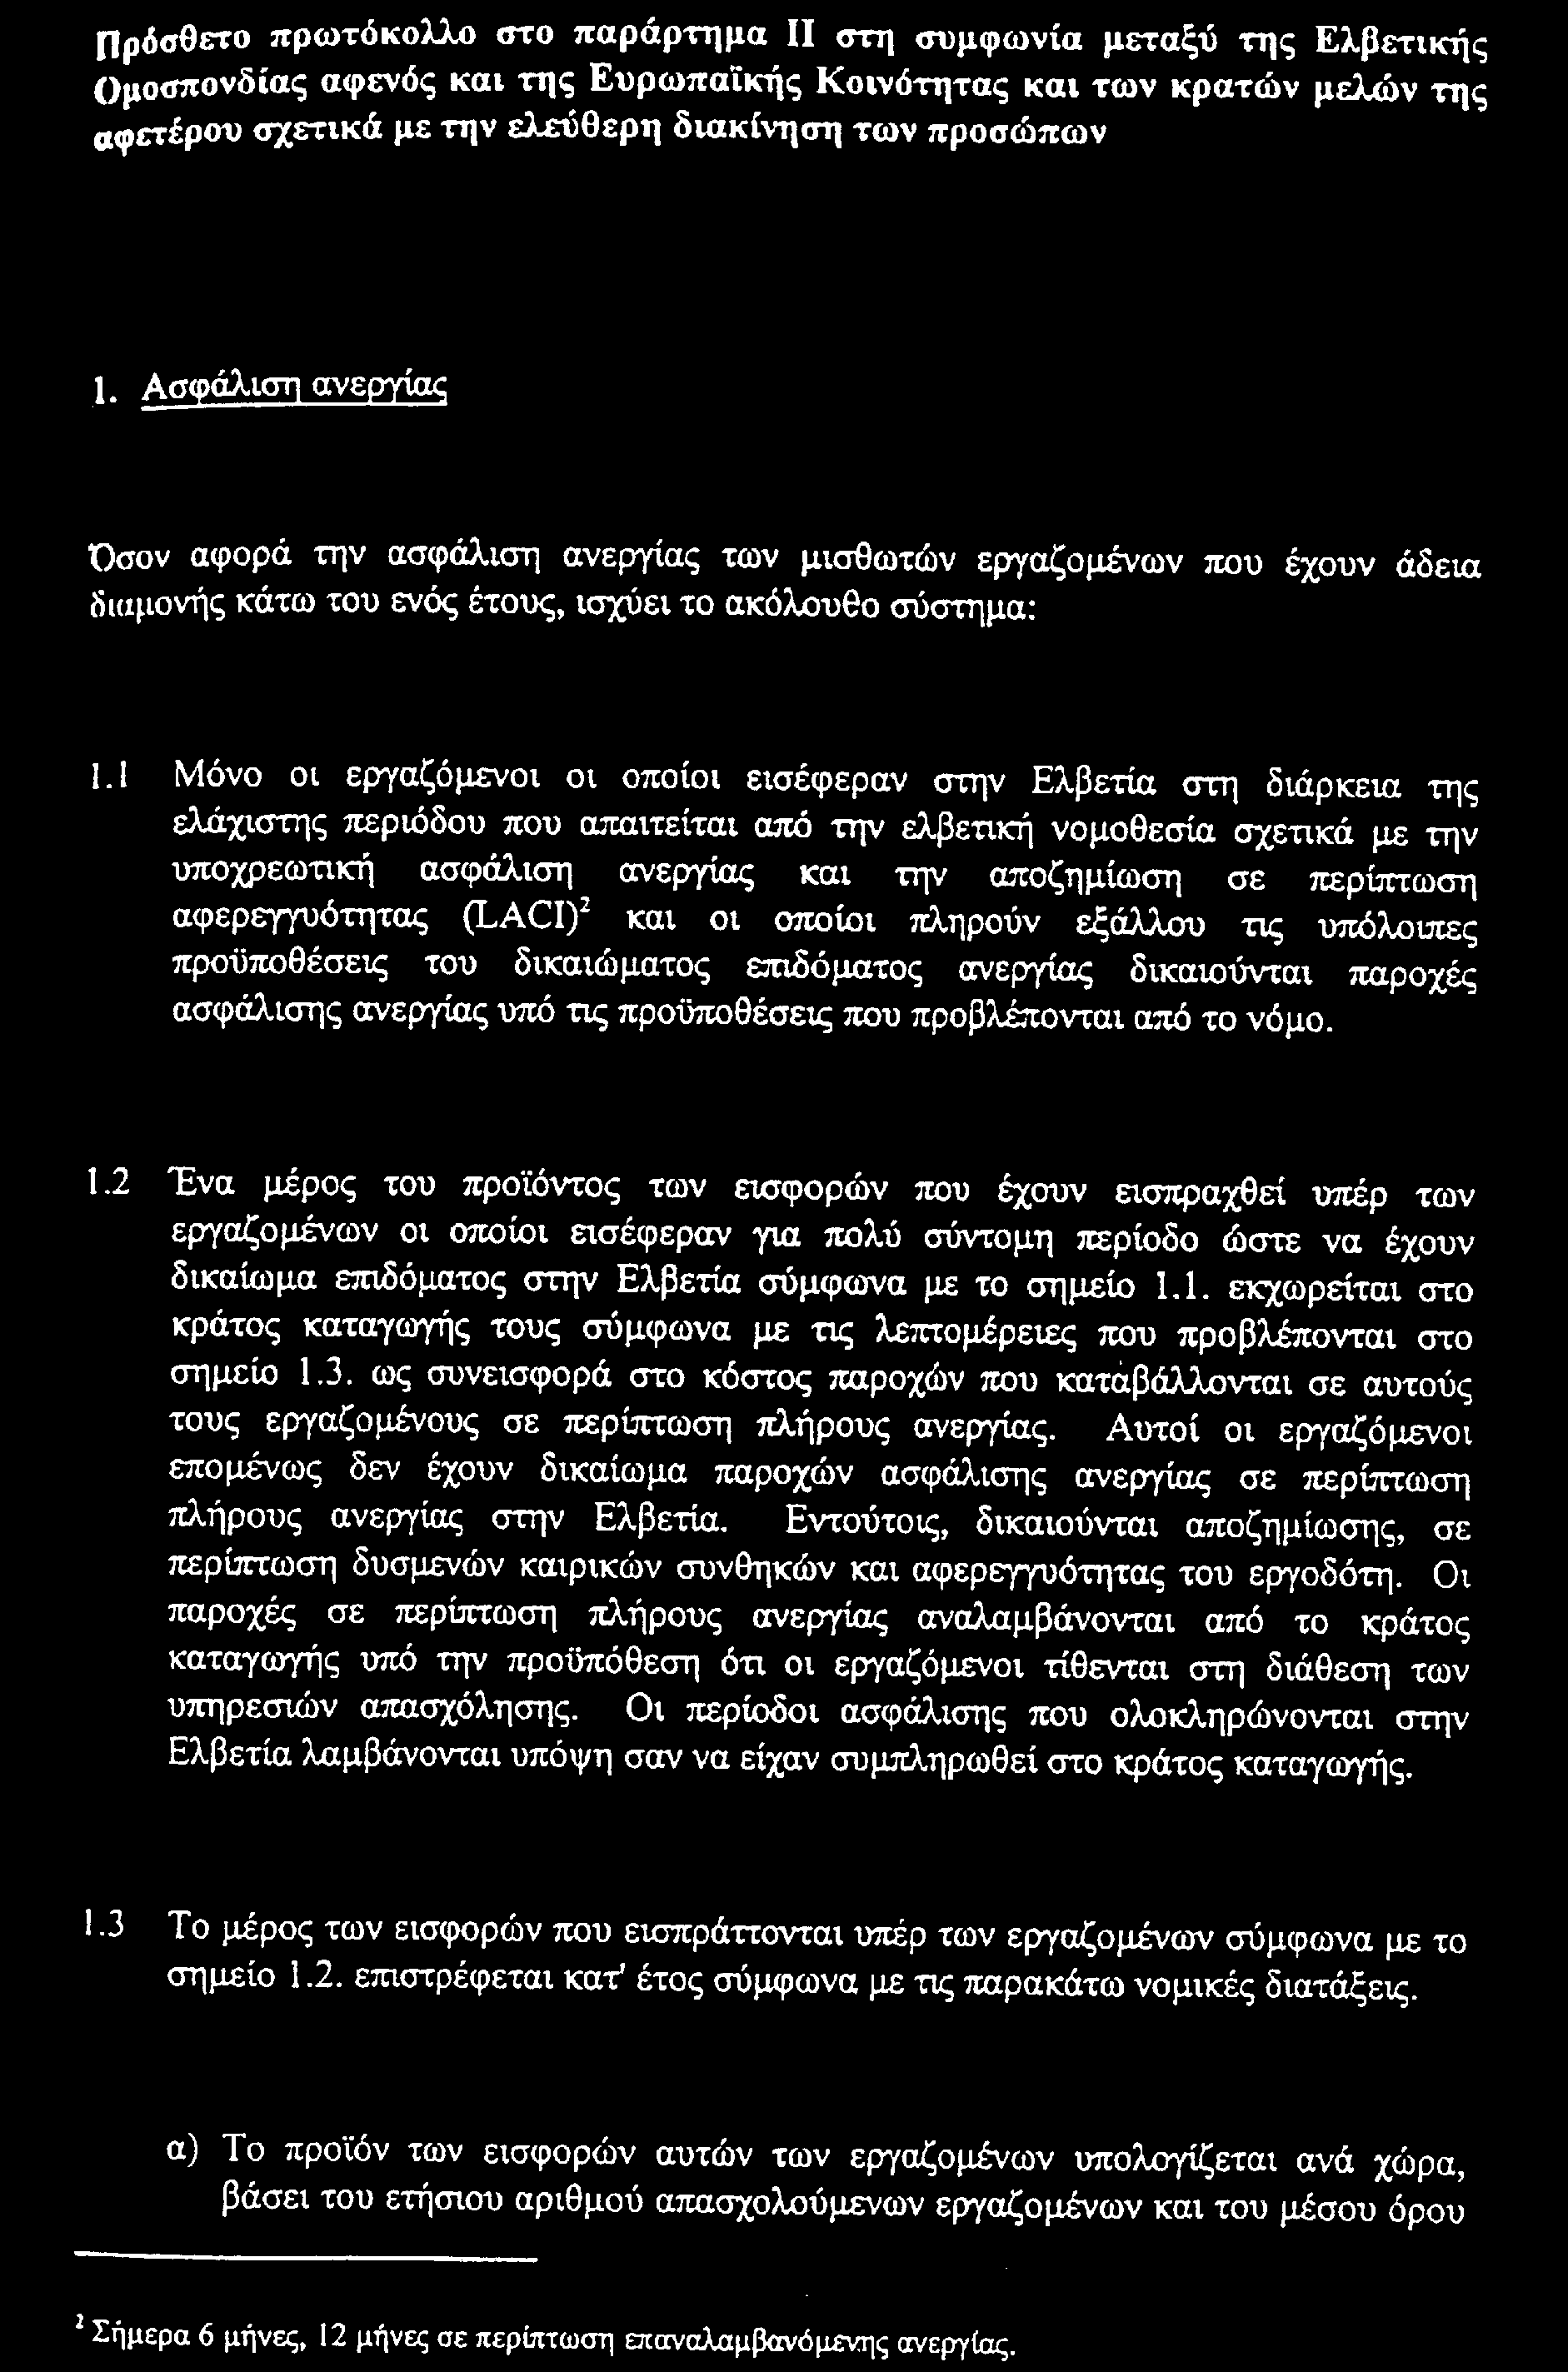 Πρόσθετο πρωτόκολλο στο παράρτημα II στη συμφωνία μεταξύ της Ελβετικής
Ομοσπονδίας αφενός και της Ευρωπαϊκής Κοινότητας και των κρατών μελών της
αφετέρου σχετικά με την ελεύθερη διακίνηση των προσώπων
1. Ασφάλιση ανεργίας
Όσον αφορά την ασφάλιση ανεργίας των μισθωτών εργαζομένων που έχουν άδεια
διαμονής κάτω του ενός έτους, ισχύει το ακόλουθο σύστημα:
1.1 Μόνο οι εργαζόμενοι οι οποίοι εισέφεραν στην Ελβετία στη διάρκεια της
ελάχιστης περιόδου που απαιτείται από την ελβετική νομοθεσία σχετικά με την
υποχρεωτική ασφάλιση ανεργίας και την αποζημίωση σε περίπτωση
αφερεγγυότητας (LACI)² και οι οποίοι πληρούν εξάλλου τις υπόλοιπες
προϋποθέσεις του δικαιώματος επιδόματος ανεργίας δικαιούνται παροχές
ασφάλισης ανεργίας υπό τις προϋποθέσεις που προβλέπονται από το νόμο.
1.2 Ένα μέρος του προϊόντος των εισφορών που έχουν εισπραχθεί υπέρ των
εργαζομένων οι οποίοι εισέφεραν για πολύ σύντομη περίοδο ώστε να έχουν
δικαίωμα επιδόματος στην Ελβετία σύμφωνα με το σημείο 1.1. εκχωρείται στο
κράτος καταγωγής τους σύμφωνα με τις λεπτομέρειες που προβλέπονται στο
σημείο 1.3. ως συνεισφορά στο κόστος παροχών που καταβάλλονται σε αυτούς
τους εργαζομένους σε περίπτωση πλήρους ανεργίας. Αυτοί οι εργαζόμενοι
επομένως δεν έχουν δικαίωμα παροχών ασφάλισης ανεργίας σε περίπτωση
πλήρους ανεργίας στην Ελβετία. Εντούτοις, δικαιούνται αποζημίωσης, σε
περίπτωση δυσμενών καιρικών συνθηκών και αφερεγγυότητας του εργοδότη. Οι
παροχές σε περίπτωση πλήρους ανεργίας αναλαμβάνονται από το κράτος
καταγωγής υπό την προϋπόθεση ότι οι εργαζόμενοι τίθενται στη διάθεση των
υπηρεσιών απασχόλησης. Οι περίοδοι ασφάλισης που ολοκληρώνονται στην
Ελβετία λαμβάνονται υπόψη σαν να είχαν συμπληρωθεί στο κράτος καταγωγής.
1.3 Το μέρος των εισφορών που εισπράττονται υπέρ των εργαζομένων σύμφωνα με το
σημείο 1.2. επιστρέφεται κατ' έτος σύμφωνα με τις παρακάτω νομικές διατάξεις.
α) Το προϊόν των εισφορών αυτών των εργαζομένων υπολογίζεται ανά χώρα,
βάσει του ετήσιου αριθμού απασχολούμενων εργαζομένων και του μέσου όρου
² Σήμερα 6 μήνες, 12 μήνες σε περίπτωση επαναλαμβανόμενης ανεργίας.